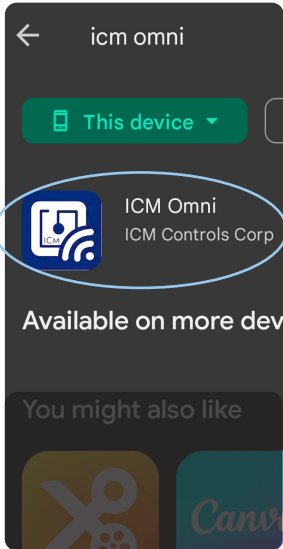 icm omni
This device
ICM Omni
ICM
ICM Controls Corp
Available on more dev
You might also like
Canv